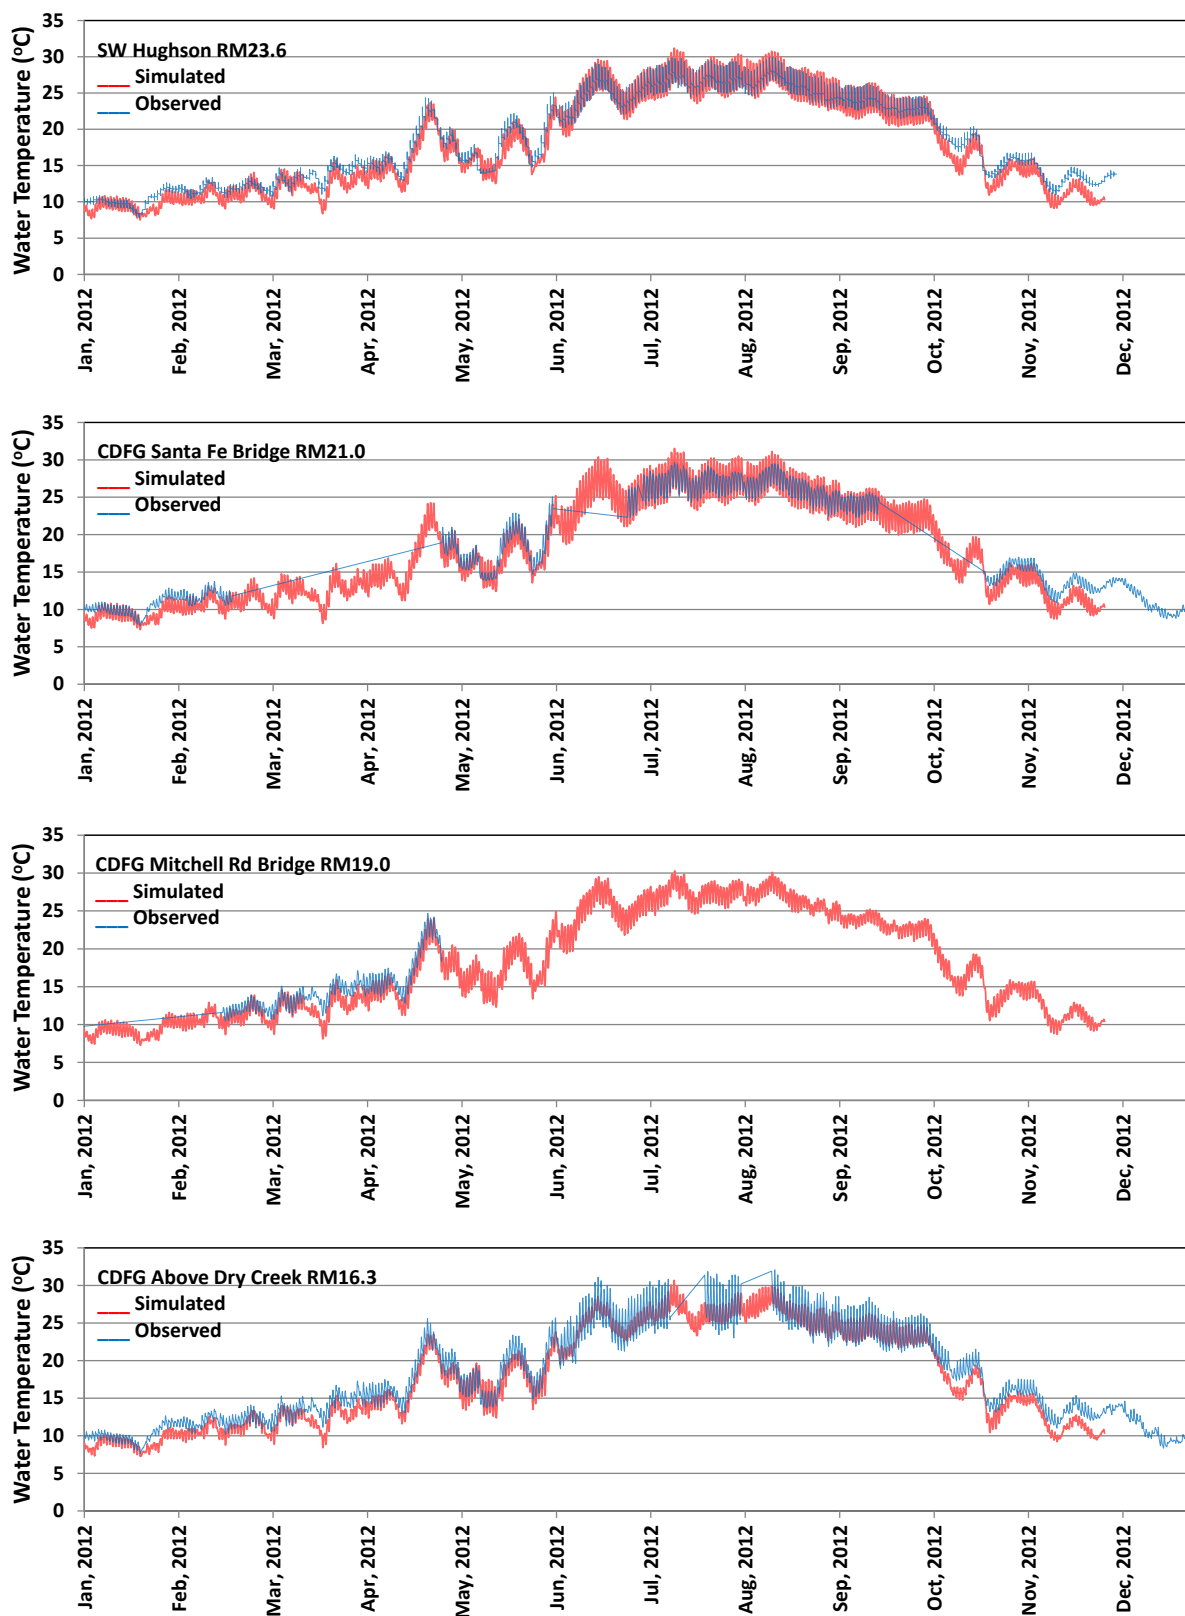 35
30
25
20
15
10
5
0
Water Temperature (oC)
SW Hughson RM23.6
Simulated
Observed
Jan, 2012
Feb, 2012
Mar, 2012
Apr, 2012
May, 2012
Jun, 2012
Jul, 2012
Aug, 2012
Sep, 2012
Oct, 2012
Nov, 2012
Dec, 2012
35
30
25
20
15
10
5
0
Water Temperature (oC)
CDFG Santa Fe Bridge RM21.0
Simulated
Observed
Jan, 2012
Feb, 2012
Mar, 2012
Apr, 2012
May, 2012
Jun, 2012
Jul, 2012
Aug, 2012
Sep, 2012
Oct, 2012
Nov, 2012
Dec, 2012
35
30
25
20
15
10
5
0
Water Temperature (oC)
CDFG Mitchell Rd Bridge RM19.0
Simulated
Observed
Jan, 2012
Feb, 2012
Mar, 2012
Apr, 2012
May, 2012
Jun, 2012
Jul, 2012
Aug, 2012
Sep, 2012
Oct, 2012
Nov, 2012
Dec, 2012
35
30
25
20
15
10
5
0
Water Temperature (oC)
CDFG Above Dry Creek RM16.3
Simulated
Observed
Jan, 2012
Feb, 2012
Mar, 2012
Apr, 2012
May, 2012
Jun, 2012
Jul, 2012
Aug, 2012
Sep, 2012
Oct, 2012
Nov, 2012
Dec, 2012